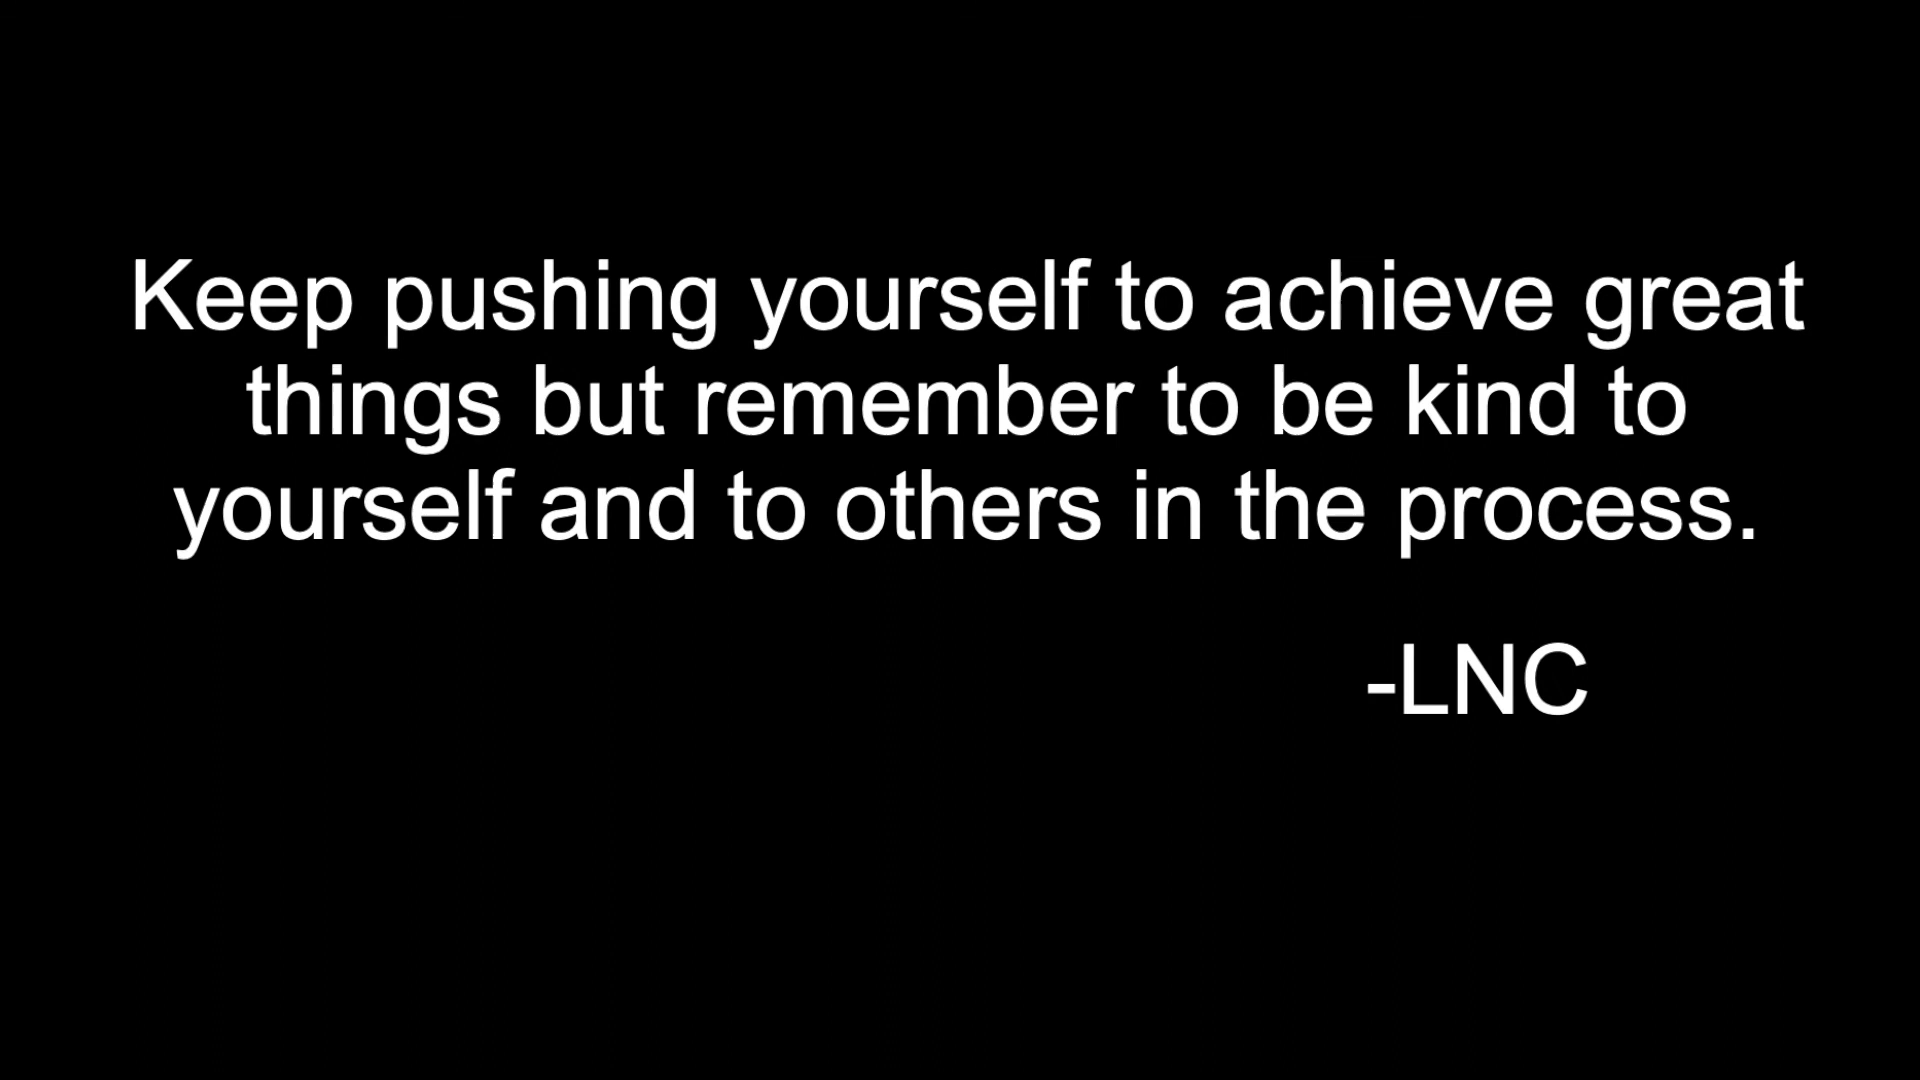 Keep pushing yourself to achieve great
things but remember to be kind to
yourself and to others in the process.
-LNC